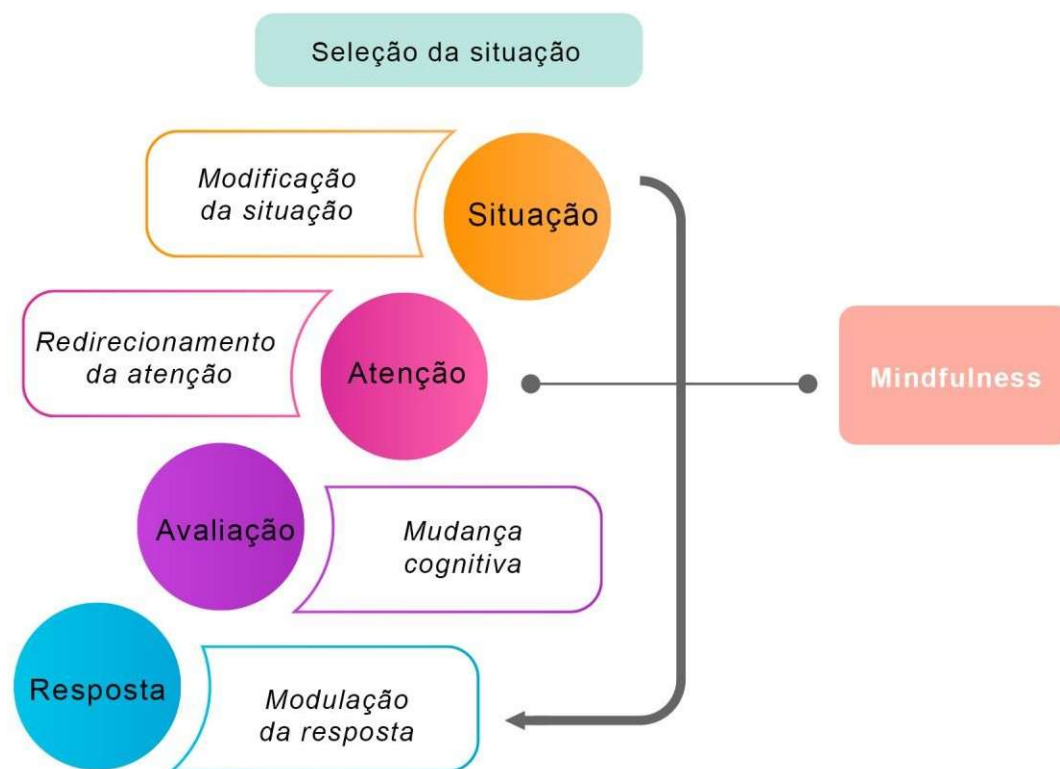 Seleção da situação
Modificação
da situação
Situação
Redirecionamento
da atenção
Atenção
Mindfulness
Avaliação
Mudança
cognitiva
Resposta
Modulação
da resposta